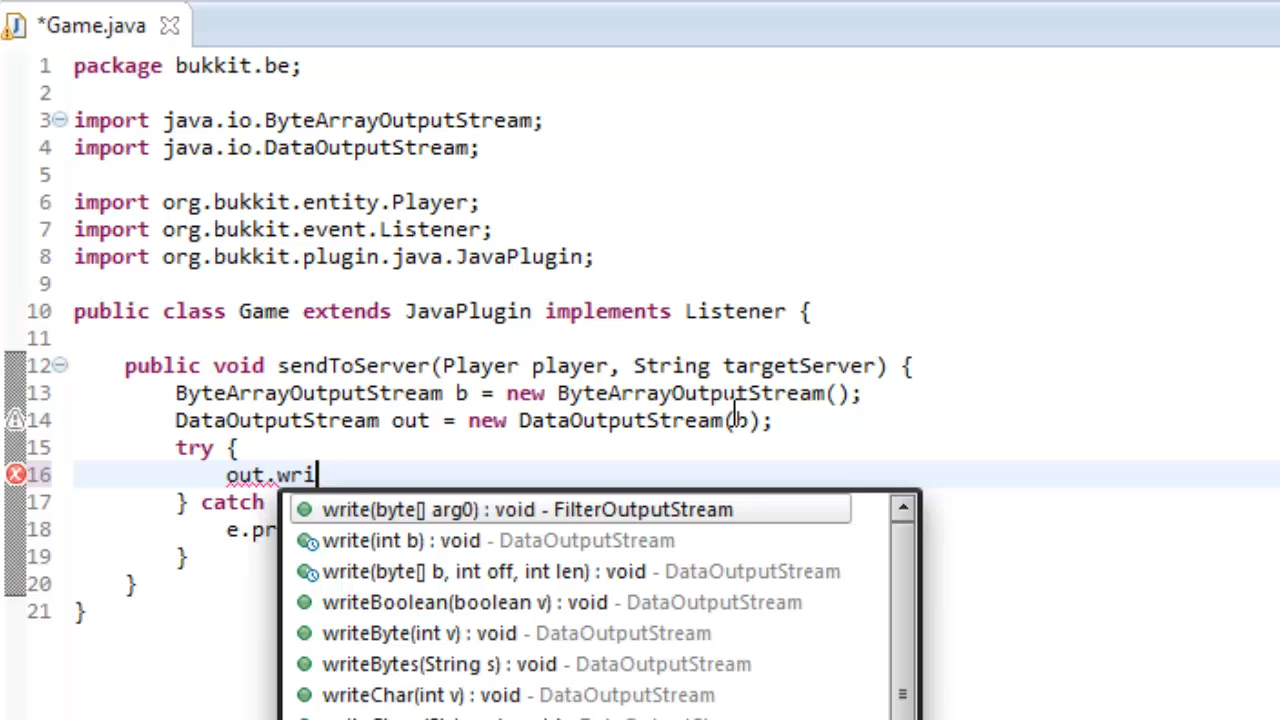 *Game.java
1 package bukkit.be;
2
3 import java.io.ByteArrayOutputStream;
4 import java.io.DataOutputStream;
5
6 import org.bukkit.entity.Player;
7 import org.bukkit.event.Listener;
8 import org.bukkit.plugin.java.JavaPlugin;
9
10 public class Game extends JavaPlugin implements Listener {
11
12 public void sendToServer(Player player, String targetServer) {
13 ByteArrayOutputStream b = new ByteArrayOutputStream();
14 DataOutputStream out = new DataOutputStream(b);
15 try {
16 out.wri
17 } catch
18 e.pr
19 }
20 }
21 }
write(byte[] arg0) : void - FilterOutputStream
write(int b) : void - DataOutputStream
write(byte[] b, int off, int len) : void - DataOutputStream
writeBoolean(boolean v) : void - DataOutputStream
writeByte(int v) : void - DataOutputStream
writeBytes(String s) : void - DataOutputStream
writeChar(int v) : void - DataOutputStream